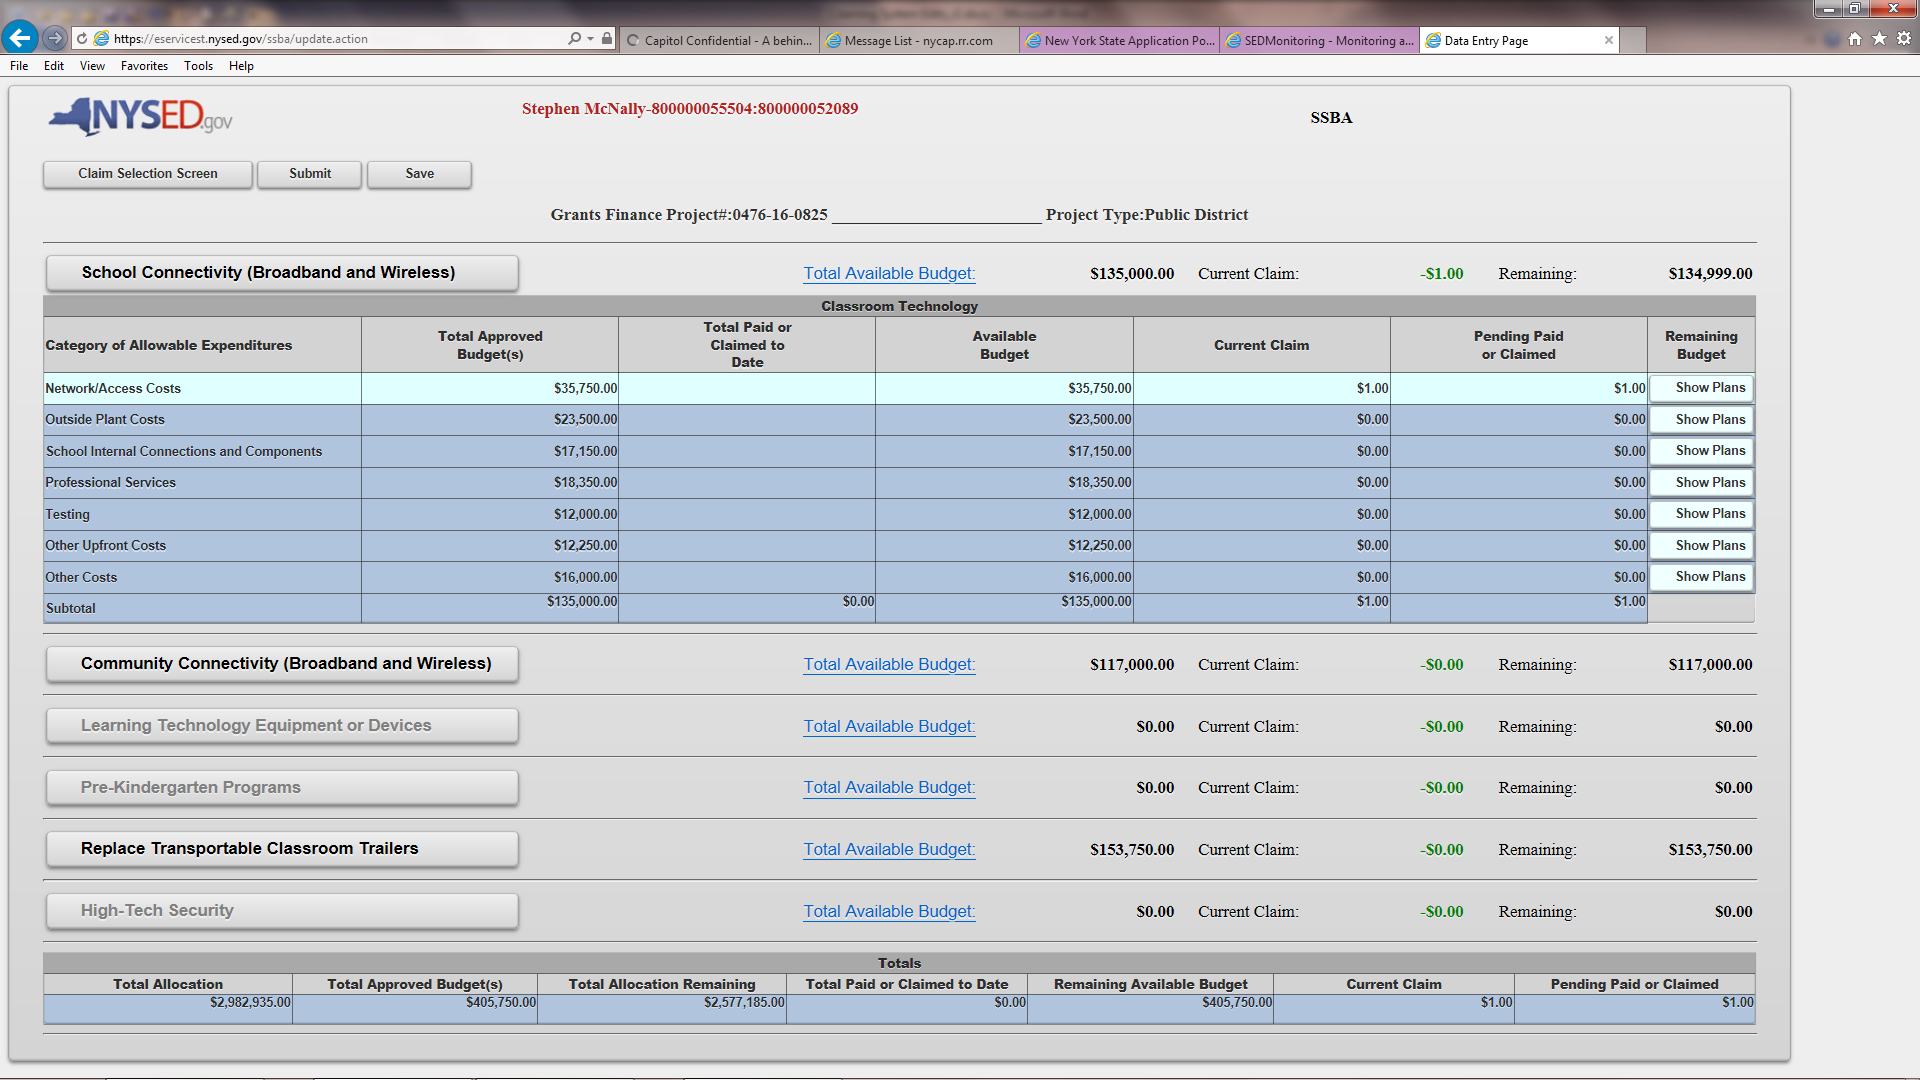 https://eservicest.nysed.gov/ssba/update.action
Capitol Confidential - A behin... Message List - nycap.rr.com New York State Application Po... SEDMonitoring - Monitoring a... Data Entry Page
File Edit View Favorites Tools Help
NYSED.gov
Stephen McNally-800000055504:800000052089
SSBA
Claim Selection Screen Submit Save
Grants Finance Project#:0476-16-0825 _________________________ Project Type:Public District
School Connectivity (Broadband and Wireless) Total Available Budget: $135,000.00 Current Claim: -$1.00 Remaining: $134,999.00
Classroom Technology
Category of Allowable Expenditures Total Approved Budget(s) Total Paid or Claimed to Date Available Budget Current Claim Pending Paid or Claimed Remaining Budget
Network/Access Costs $35,750.00 $35,750.00 $1.00 $1.00 Show Plans
Outside Plant Costs $23,500.00 $23,500.00 $0.00 $0.00 Show Plans
School Internal Connections and Components $17,150.00 $17,150.00 $0.00 $0.00 Show Plans
Professional Services $18,350.00 $18,350.00 $0.00 $0.00 Show Plans
Testing $12,000.00 $12,000.00 $0.00 $0.00 Show Plans
Other Upfront Costs $12,250.00 $12,250.00 $0.00 $0.00 Show Plans
Other Costs $16,000.00 $16,000.00 $0.00 $0.00 Show Plans
Subtotal $135,000.00 $0.00 $135,000.00 $1.00 $1.00
Community Connectivity (Broadband and Wireless) Total Available Budget: $117,000.00 Current Claim: -$0.00 Remaining: $117,000.00
Learning Technology Equipment or Devices Total Available Budget: $0.00 Current Claim: -$0.00 Remaining: $0.00
Pre-Kindergarten Programs Total Available Budget: $0.00 Current Claim: -$0.00 Remaining: $0.00
Replace Transportable Classroom Trailers Total Available Budget: $153,750.00 Current Claim: -$0.00 Remaining: $153,750.00
High-Tech Security Total Available Budget: $0.00 Current Claim: -$0.00 Remaining: $0.00
Totals
Total Allocation Total Approved Budget(s) Total Allocation Remaining Total Paid or Claimed to Date Remaining Available Budget Current Claim Pending Paid or Claimed
$2,982,935.00 $405,750.00 $2,577,185.00 $0.00 $405,750.00 $1.00 $1.00